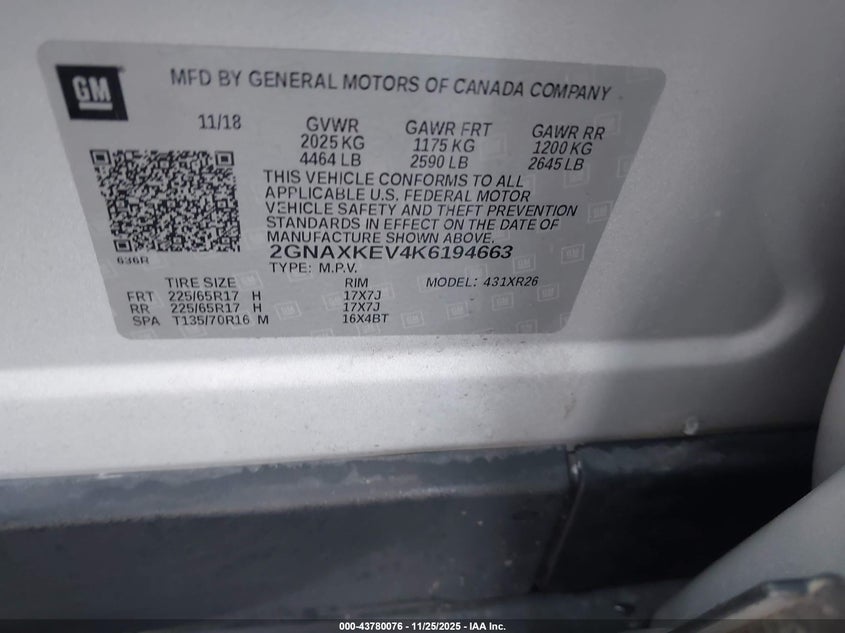 GM
MFD BY GENERAL MOTORS OF CANADA COMPANY
11/18 GVWR GAWR FRT GAWR RR
2025 KG 1175 KG 1200 KG
4464 LB 2590 LB 2645 LB
THIS VEHICLE CONFORMS TO ALL
APPLICABLE U.S. FEDERAL MOTOR
VEHICLE SAFETY AND THEFT PREVENTION
STANDARDS IN EFFECT ON THE DATE OF
MANUFACTURE SHOWN ABOVE.
636R
2GNAXKEV4K6194663
TYPE: M.P.V.
TIRE SIZE RIM MODEL: 431XR26
FRT 225/65R17 H 17X7J
RR 225/65R17 H 17X7J
SPA T135/70R16 M 16X4BT
000-43780076 - 11/25/2025 - IAA Inc.